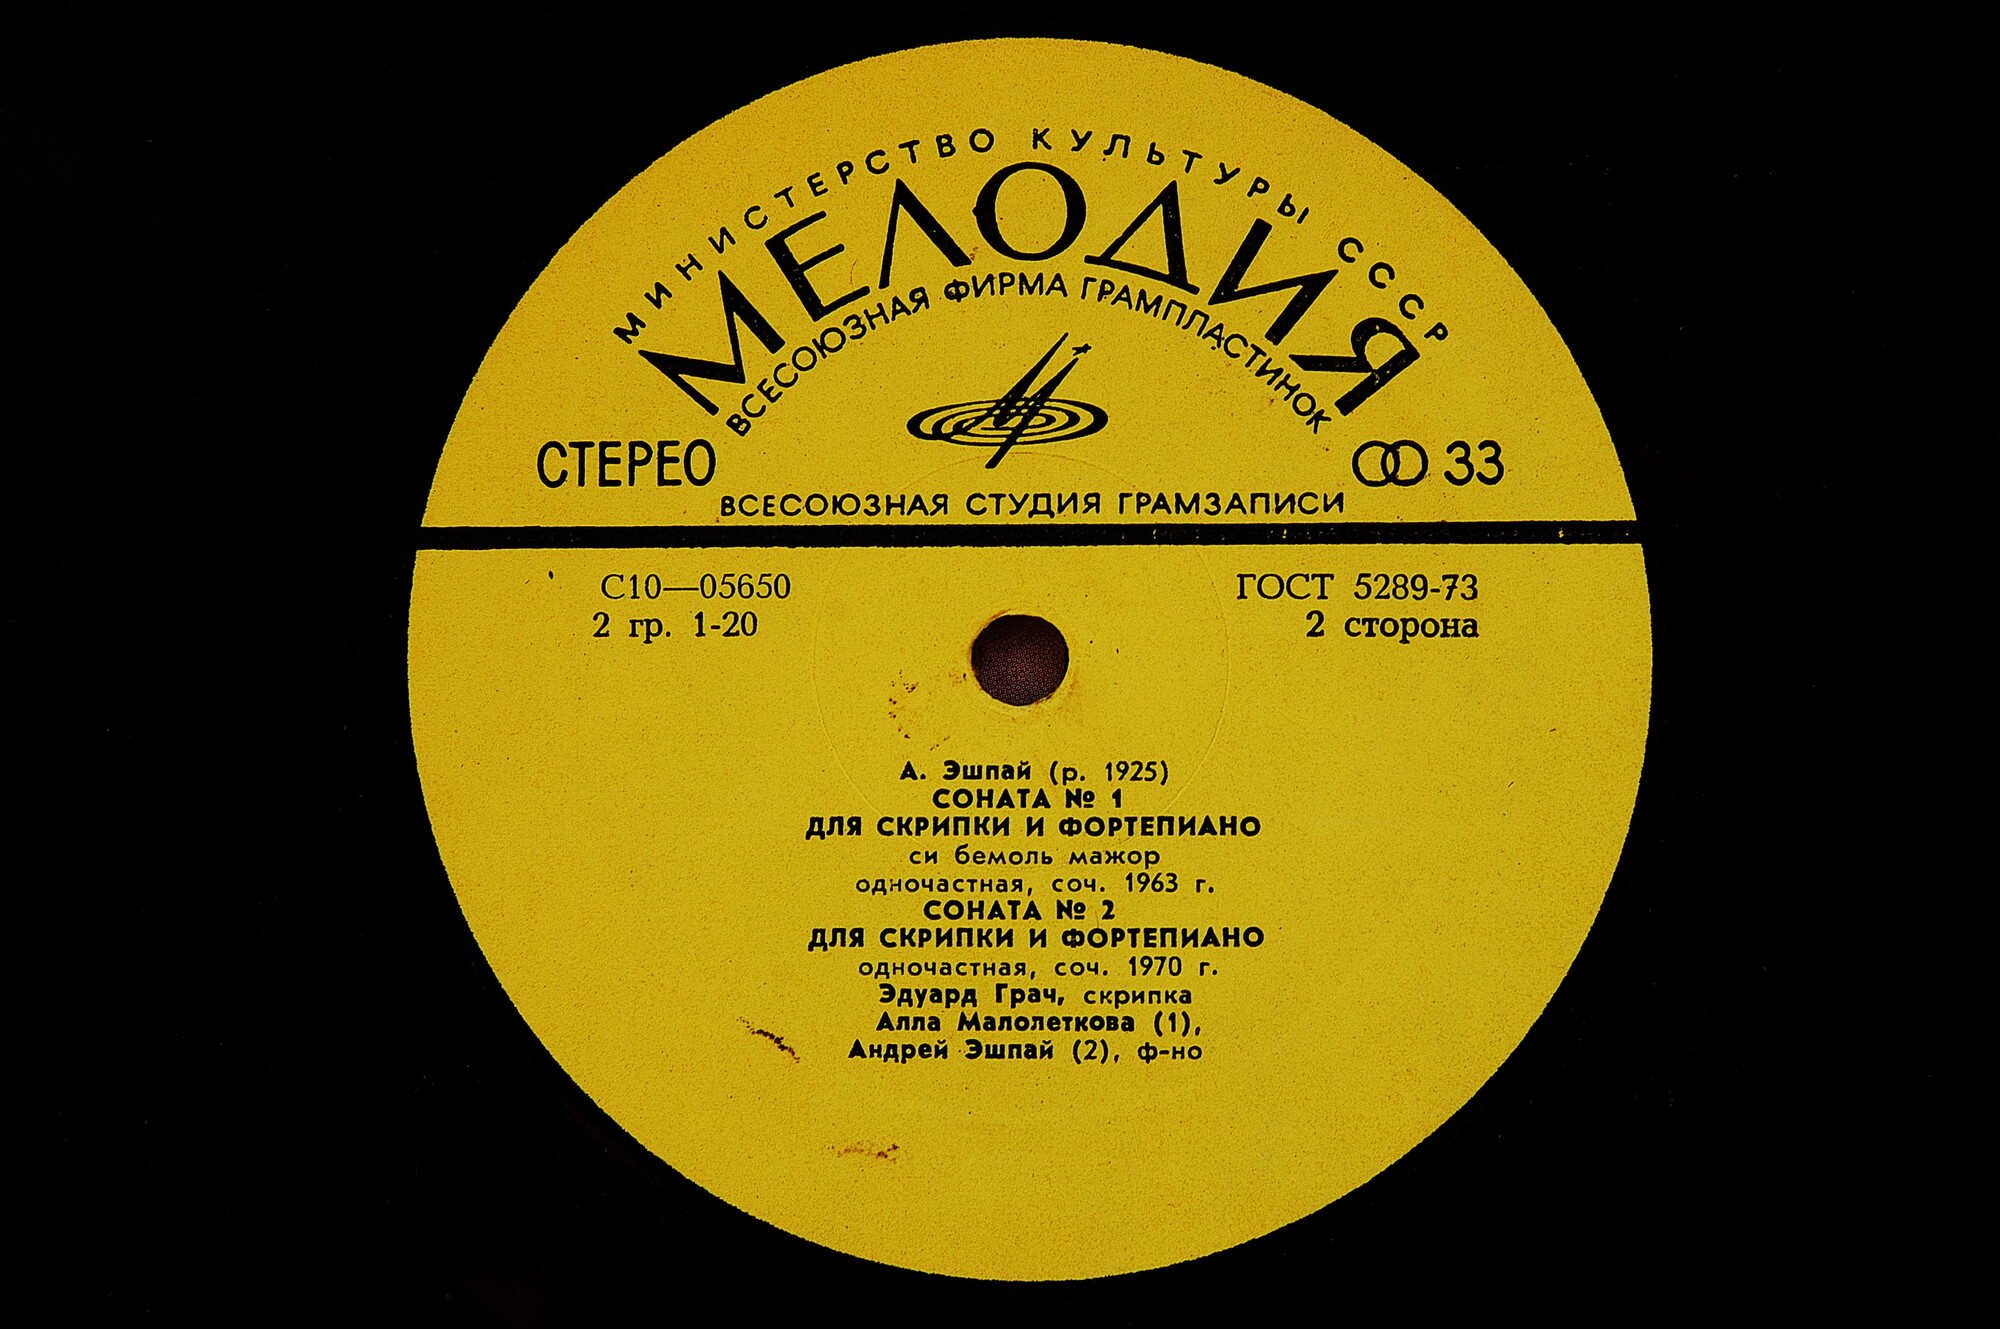 МИНИСТЕРСТВО КУЛЬТУРЫ СССР
МЕЛОДИЯ
ВСЕСОЮЗНАЯ ФИРМА ГРАМПЛАСТИНОК
СТЕРЕО
33
ВСЕСОЮЗНАЯ СТУДИЯ ГРАМЗАПИСИ
С10—05650
ГОСТ 5289-73
2 гр. 1-20
2 сторона
А. Эшпай (р. 1925)
СОНАТА № 1
ДЛЯ СКРИПКИ И ФОРТЕПИАНО
си бемоль мажор
одночастная, соч. 1963 г.
СОНАТА № 2
ДЛЯ СКРИПКИ И ФОРТЕПИАНО
одночастная, соч. 1970 г.
Эдуард Грач, скрипка
Алла Малолеткова (1),
Андрей Эшпай (2), ф-но